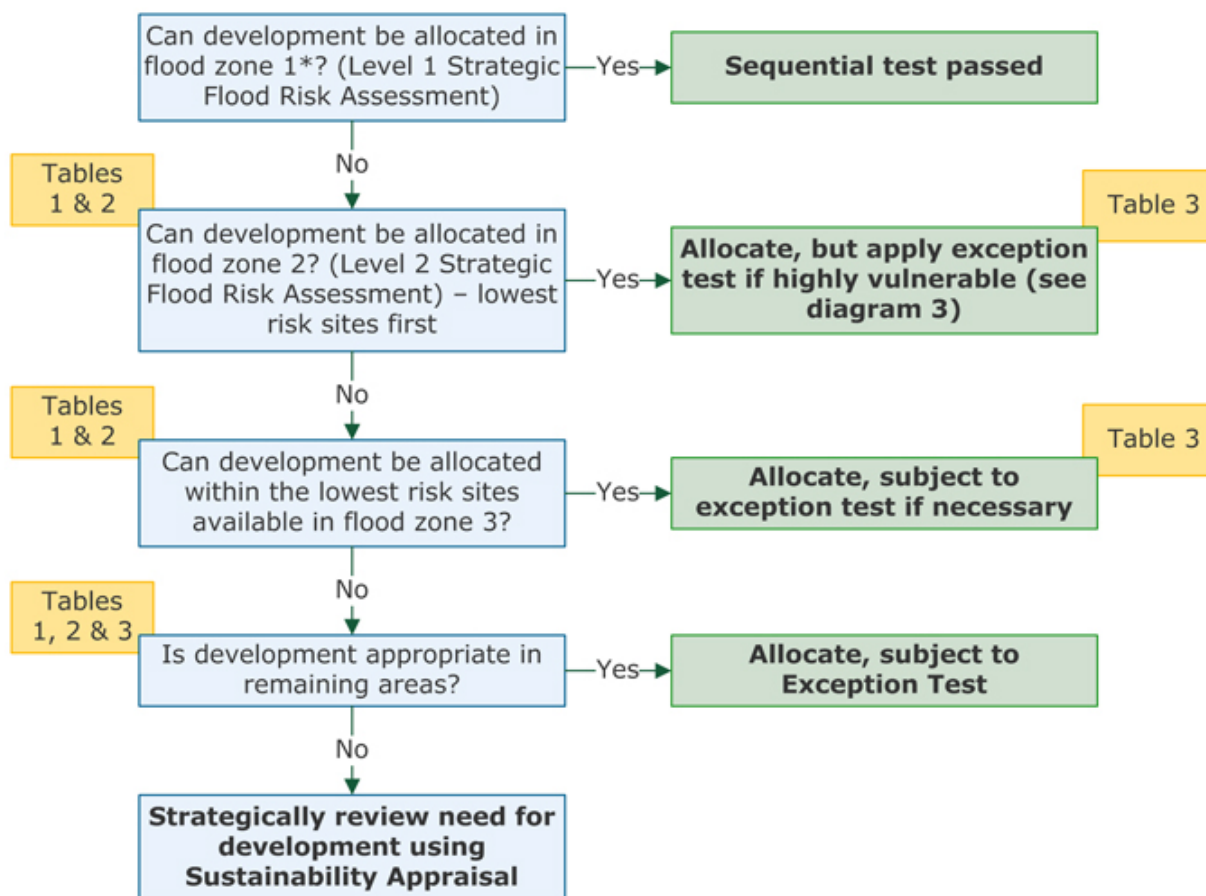 Can development be allocated in
flood zone 1*? (Level 1 Strategic
Flood Risk Assessment)
Yes
Sequential test passed
No
Tables
1 & 2
Can development be allocated in
flood zone 2? (Level 2 Strategic
Flood Risk Assessment) – lowest
risk sites first
Yes
Table 3
Allocate, but apply exception
test if highly vulnerable (see
diagram 3)
No
Tables
1 & 2
Can development be allocated
within the lowest risk sites
available in flood zone 3?
Yes
Table 3
Allocate, subject to
exception test if necessary
No
Tables
1, 2 & 3
Is development appropriate in
remaining areas?
Yes
Allocate, subject to
Exception Test
No
Strategically review need for
development using
Sustainability Appraisal